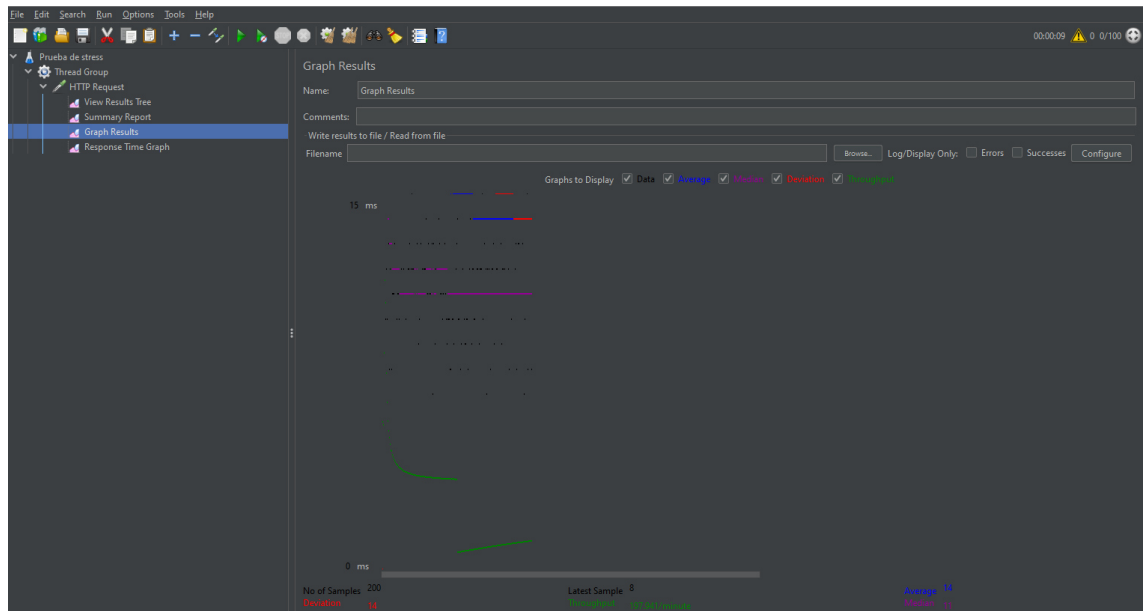 File Edit Search Run Options Tools Help
00:00:09 0 0/100
Prueba de stress
Thread Group
HTTP Request
View Results Tree
Summary Report
Graph Results
Response Time Graph
Graph Results
Name: Graph Results
Comments:
Write results to file / Read from file
Filename Browse... Log/Display Only: Errors Successes Configure
Graphs to Display Data Average Median Deviation Throughput
15 ms
0 ms
No of Samples 200 Latest Sample 8 Average 14
Deviation 14 Throughput